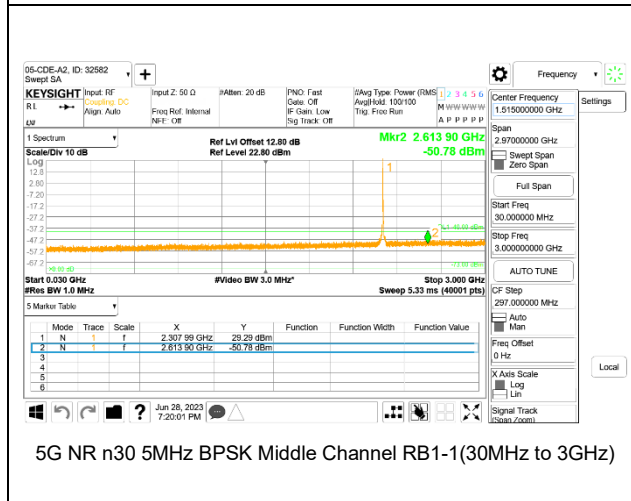 05-CDE-A2, ID: 32582
Swept SA
Frequency
KEYSIGHT
Input: RF
Coupling: DC
Align: Auto
Input Z: 50 Ω
Freq Ref: Internal
NFE: Off
#Atten: 20 dB
PNO: Fast
Gate: Off
IF Gain: Low
Sig Track: Off
#Avg Type: Power (RMS
Avg|Hold: 100/100
Trig: Free Run
1 2 3 4 5 6
M W W W W W
A P P P P P
R L
Center Frequency
1.515000000 GHz
Settings
Span
2.97000000 GHz
Swept Span
Zero Span
Full Span
Start Freq
30.000000 MHz
Stop Freq
3.000000000 GHz
AUTO TUNE
CF Step
297.000000 MHz
Auto
Man
Freq Offset
0 Hz
X Axis Scale
Log
Lin
Local
Signal Track
(Span Zoom)
1 Spectrum
Scale/Div 10 dB
Ref Lvl Offset 12.80 dB
Ref Level 22.80 dBm
Mkr2 2.613 90 GHz
-50.78 dBm
Log
12.8
2.80
-7.20
-17.2
-27.2
-37.2
-47.2
-57.2
-67.2
1
2
Start 0.030 GHz
#Res BW 1.0 MHz
#Video BW 3.0 MHz*
Stop 3.000 GHz
Sweep 5.33 ms (40001 pts)
5 Marker Table
Mode Trace Scale X Y Function Function Width Function Value
1 N 1 f 2.307 99 GHz 29.29 dBm
2 N 1 f 2.613 90 GHz -50.78 dBm
3
4
5
6
?
Jun 28, 2023
7:20:01 PM
5G NR n30 5MHz BPSK Middle Channel RB1-1(30MHz to 3GHz)